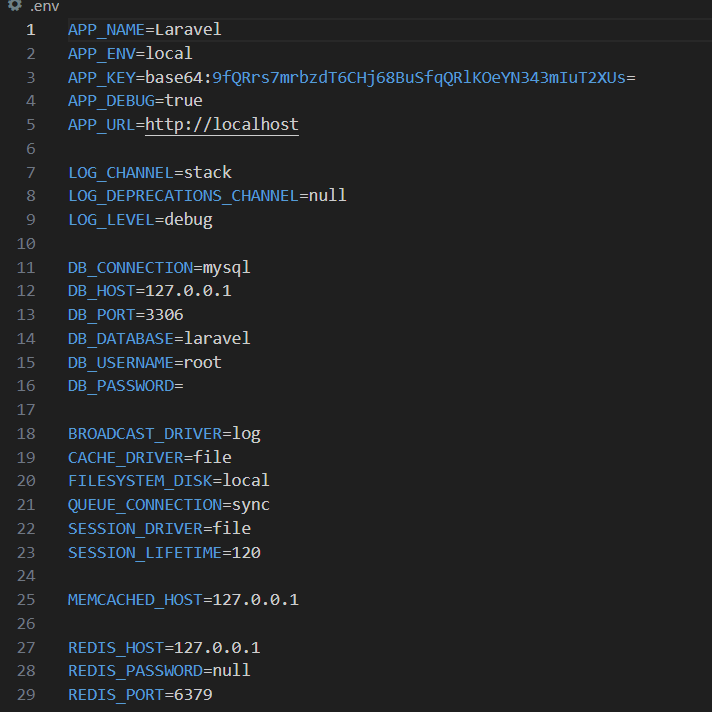 .env
1 APP_NAME=Laravel
2 APP_ENV=local
3 APP_KEY=base64:9fQRrs7mrbzdT6CHj68BuSfqQRlKOeYN343mIuT2XUs=
4 APP_DEBUG=true
5 APP_URL=http://localhost
6
7 LOG_CHANNEL=stack
8 LOG_DEPRECATIONS_CHANNEL=null
9 LOG_LEVEL=debug
10
11 DB_CONNECTION=mysql
12 DB_HOST=127.0.0.1
13 DB_PORT=3306
14 DB_DATABASE=laravel
15 DB_USERNAME=root
16 DB_PASSWORD=
17
18 BROADCAST_DRIVER=log
19 CACHE_DRIVER=file
20 FILESYSTEM_DISK=local
21 QUEUE_CONNECTION=sync
22 SESSION_DRIVER=file
23 SESSION_LIFETIME=120
24
25 MEMCACHED_HOST=127.0.0.1
26
27 REDIS_HOST=127.0.0.1
28 REDIS_PASSWORD=null
29 REDIS_PORT=6379